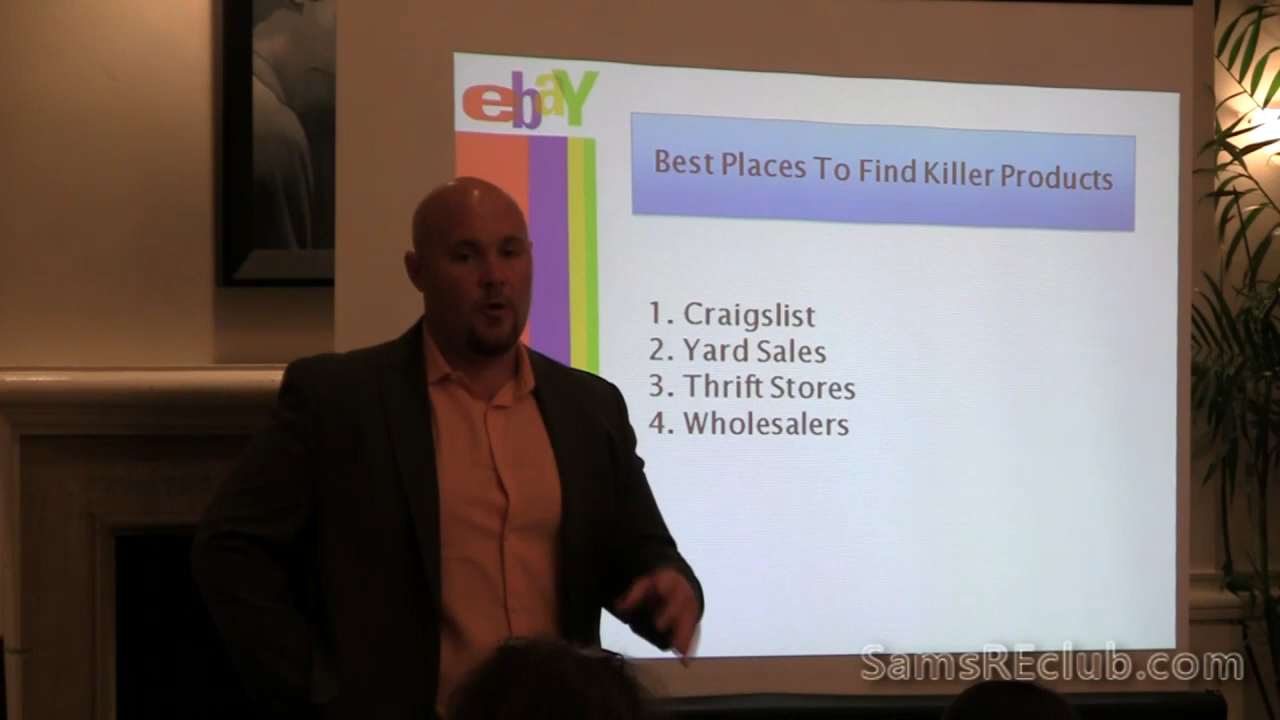 ebaY
Best Places To Find Killer Products
1. Craigslist
2. Yard Sales
3. Thrift Stores
4. Wholesalers
SamsREclub.com